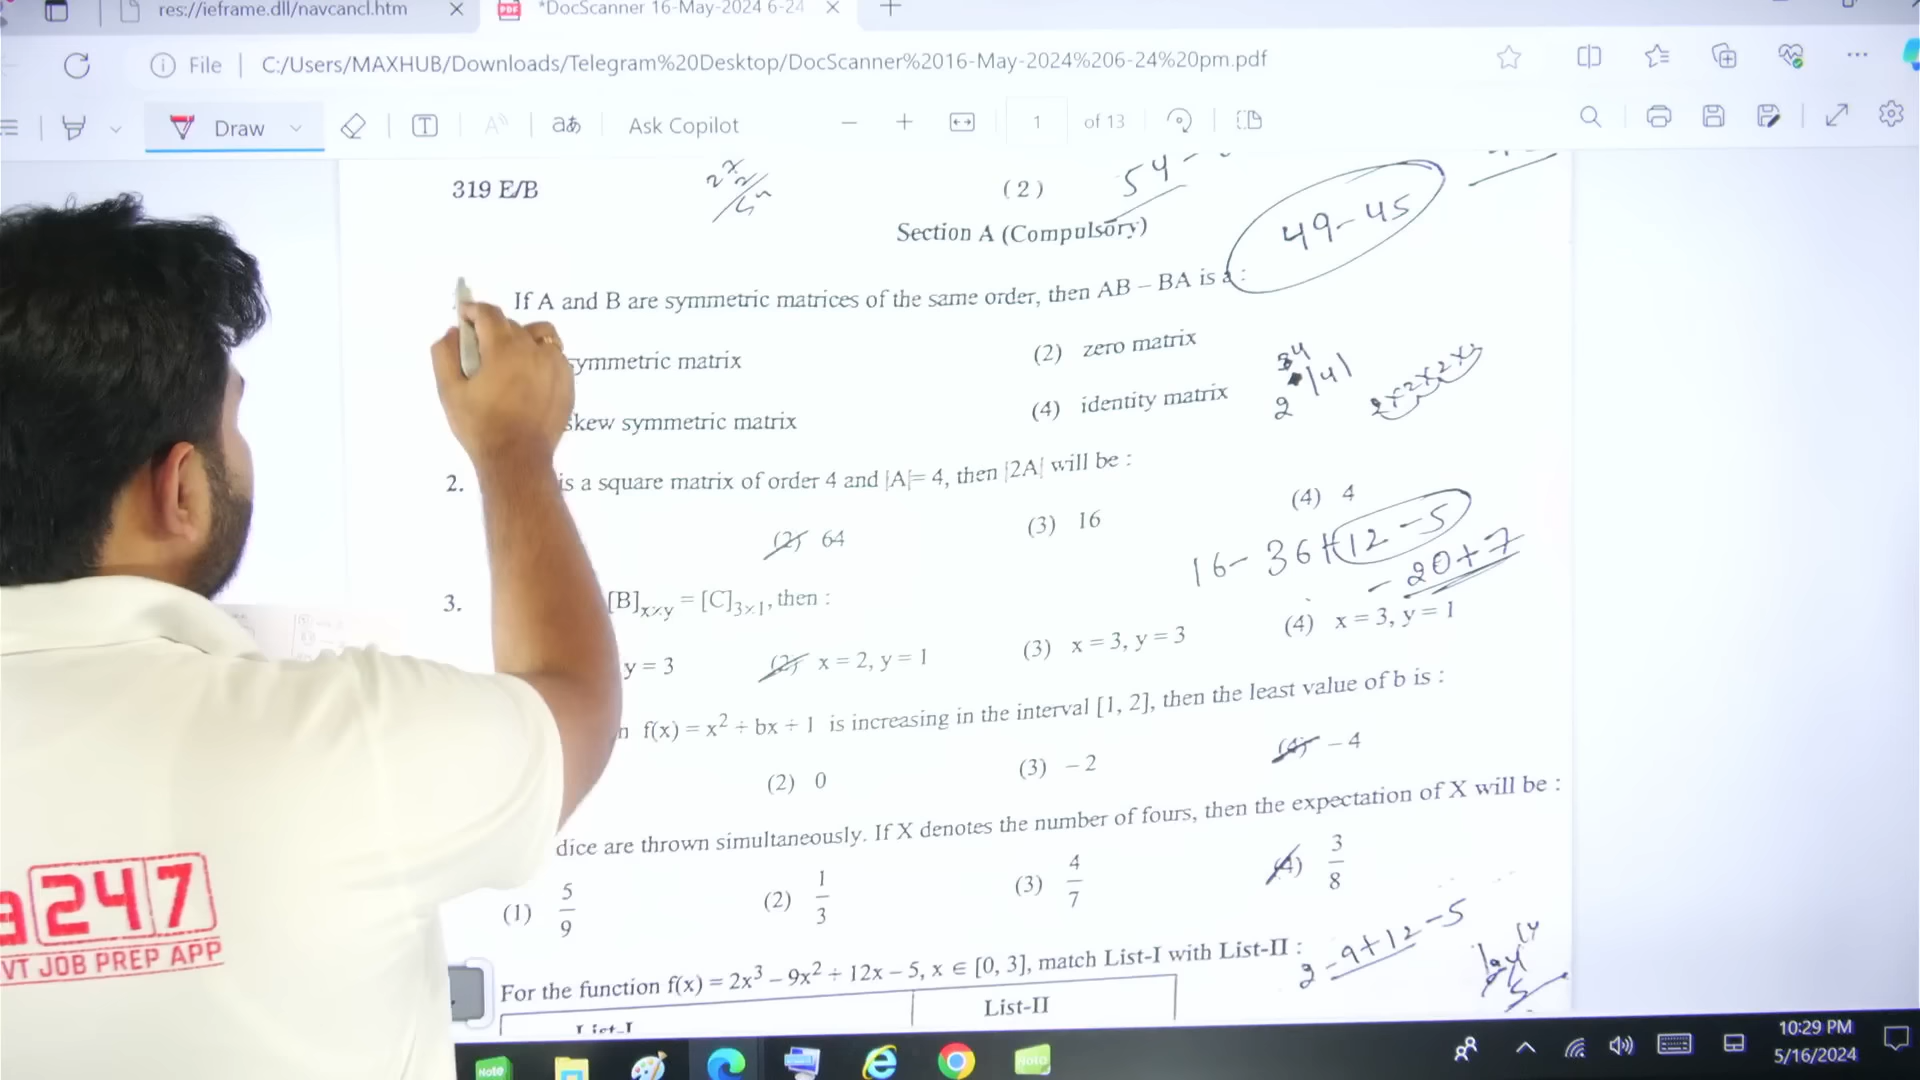 res://ieframe.dll/navcancl.htm
*DocScanner 16-May-2024 6-24
File
C:/Users/MAXHUB/Downloads/Telegram%20Desktop/DocScanner%2016-May-2024%206-24%20pm.pdf
Draw
Ask Copilot
1 of 13
319 E/B
(2)
54 -
Section A (Compulsory)
49 - 45
If A and B are symmetric matrices of the same order, then AB – BA is a :
ymmetric matrix
(2) zero matrix
skew symmetric matrix
(4) identity matrix
2×2×2×2
2. is a square matrix of order 4 and |A|= 4, then |2A| will be :
(2) 64
(3) 16
(4) 4
16 - 36 + 12 - 5
- 20 + 7
3. [B]x×y = [C]3×1, then :
y = 3
(2) x = 2, y = 1
(3) x = 3, y = 3
(4) x = 3, y = 1
n f(x) = x² ÷ bx ÷ 1 is increasing in the interval [1, 2], then the least value of b is :
(2) 0
(3) – 2
(4) – 4
dice are thrown simultaneously. If X denotes the number of fours, then the expectation of X will be :
(1) 5/9
(2) 1/3
(3) 4/7
(4) 3/8
For the function f(x) = 2x³ – 9x² ÷ 12x – 5, x ∈ [0, 3], match List-I with List-II :
2 - 9 + 12 - 5
List-I
List-II
a 247
VT JOB PREP APP
Note
10:29 PM
5/16/2024